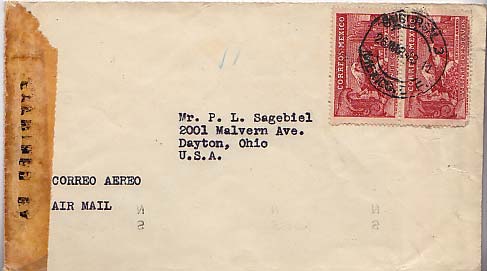 CORREOS MEXICO
CORREOS MEXICO
Mr. P. L. Sagebiel
2001 Malvern Ave.
Dayton, Ohio
U.S.A.
CORREO AEREO
AIR MAIL